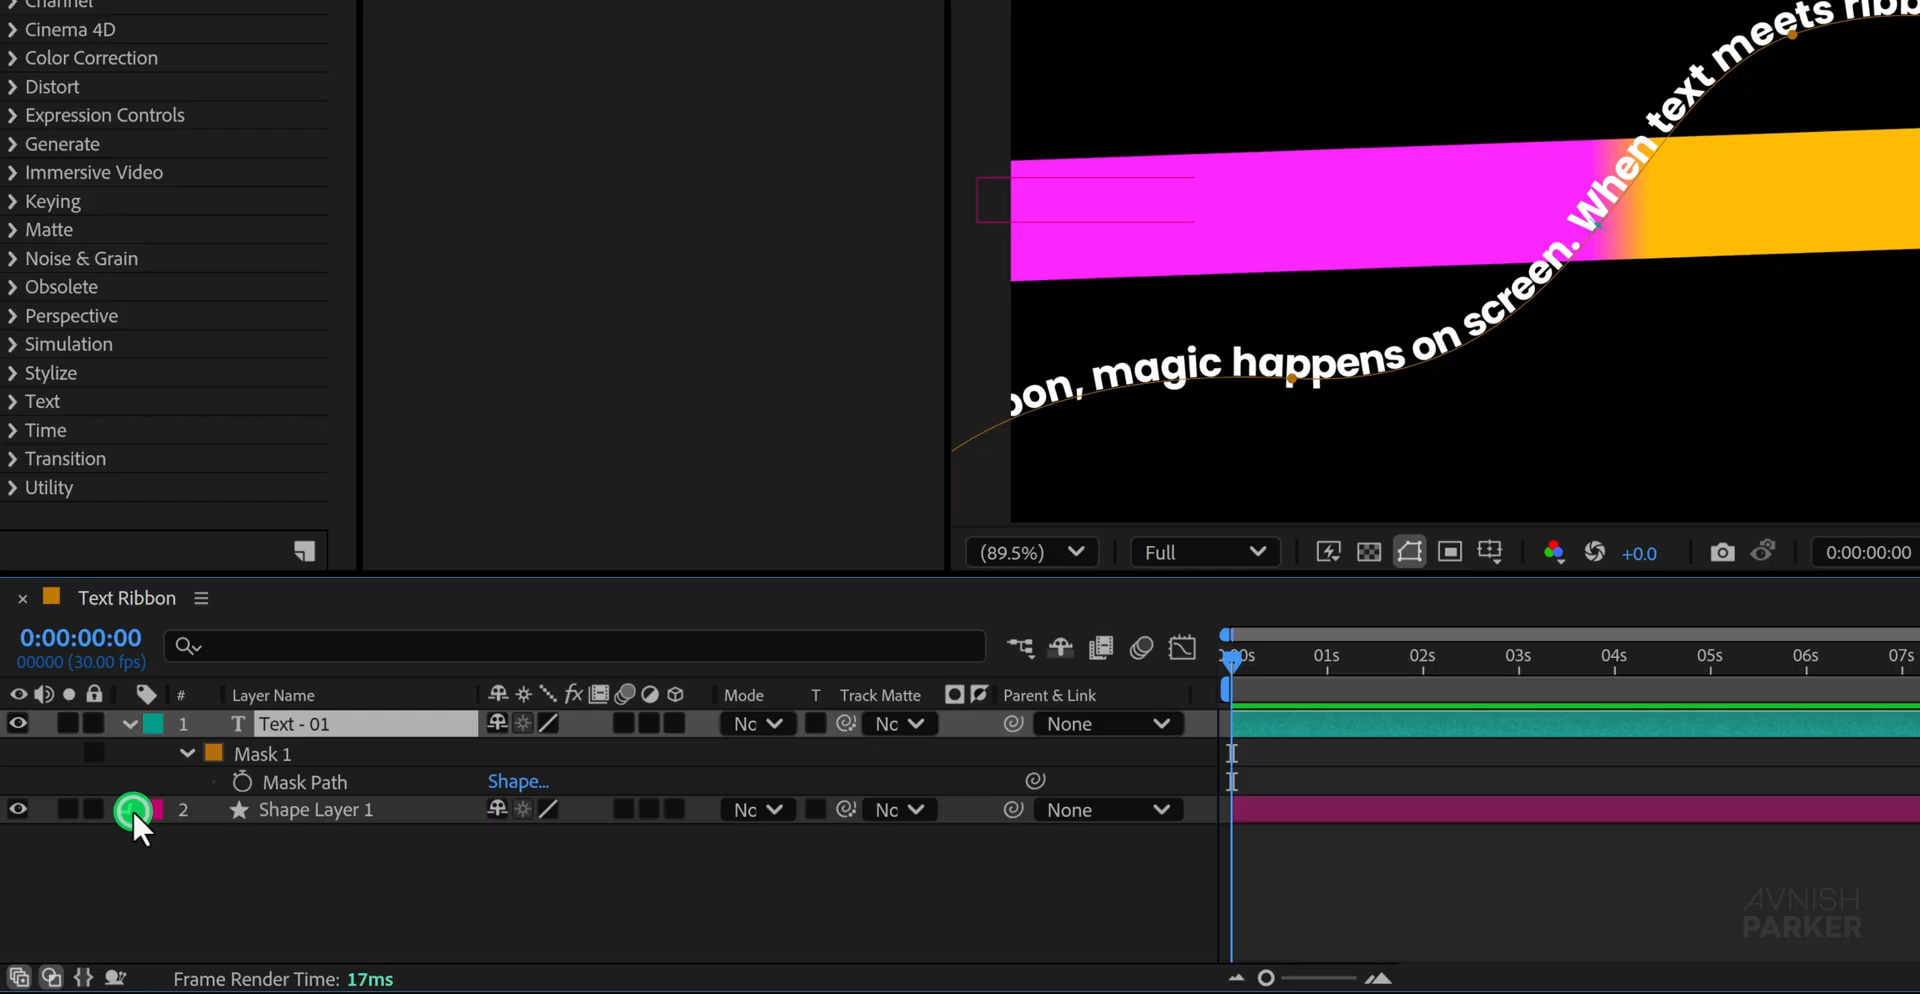 Channel
Cinema 4D
Color Correction
Distort
Expression Controls
Generate
Immersive Video
Keying
Matte
Noise & Grain
Obsolete
Perspective
Simulation
Stylize
Text
Time
Transition
Utility
on, magic happens on screen. When text meets ribb
(89.5%)
Full
+0.0
0:00:00:00
× Text Ribbon
0:00:00:00
00000 (30.00 fps)
00s 01s 02s 03s 04s 05s 06s 07s
# Layer Name fx Mode T Track Matte Parent & Link
1 T Text - 01 Nc Nc None
Mask 1
Mask Path Shape...
2 Shape Layer 1 Nc Nc None
AVNISH
PARKER
Frame Render Time: 17ms